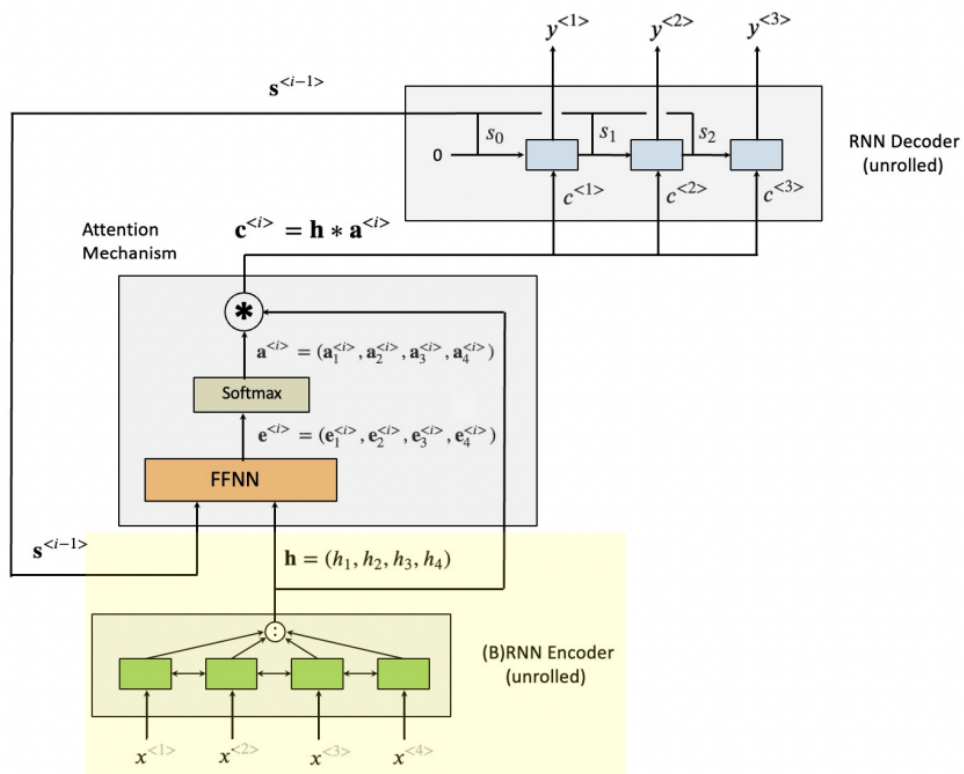 y<1> y<2> y<3>
s<i−1>
s₀ s₁ s₂
0
RNN Decoder
(unrolled)
c<1> c<2> c<3>
Attention
Mechanism
c<i> = h * a<i>
*
a<i> = (a₁<i>, a₂<i>, a₃<i>, a₄<i>)
Softmax
e<i> = (e₁<i>, e₂<i>, e₃<i>, e₄<i>)
FFNN
s<i−1>
h = (h₁, h₂, h₃, h₄)
:
(B)RNN Encoder
(unrolled)
x<1> x<2> x<3> x<4>